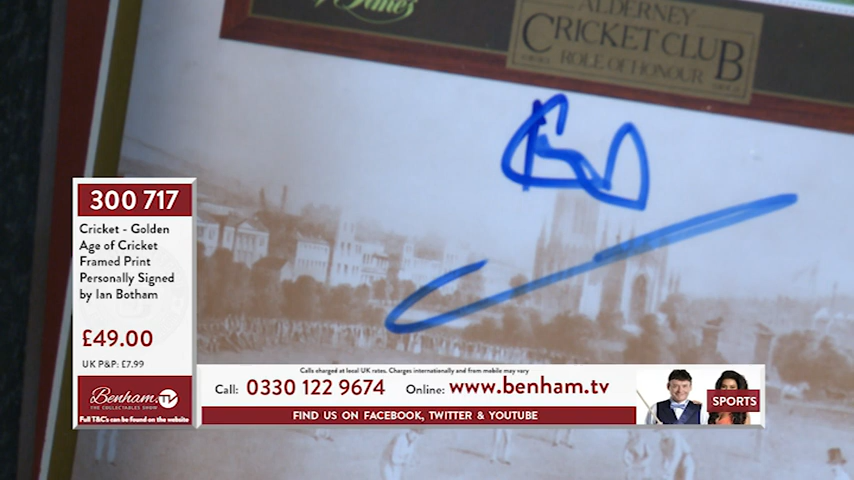 James
ALDERNEY
CRICKET CLUB
ROLE OF HONOUR
300 717
Cricket - Golden
Age of Cricket
Framed Print
Personally Signed
by Ian Botham
£49.00
UK P&P: £7.99
Benham.TV
THE COLLECTABLES SHOW
Full T&C's can be found on the website
Calls charged at local UK rates. Charges internationally and from mobile may vary
Call: 0330 122 9674 Online: www.benham.tv
FIND US ON FACEBOOK, TWITTER & YOUTUBE
SPORTS